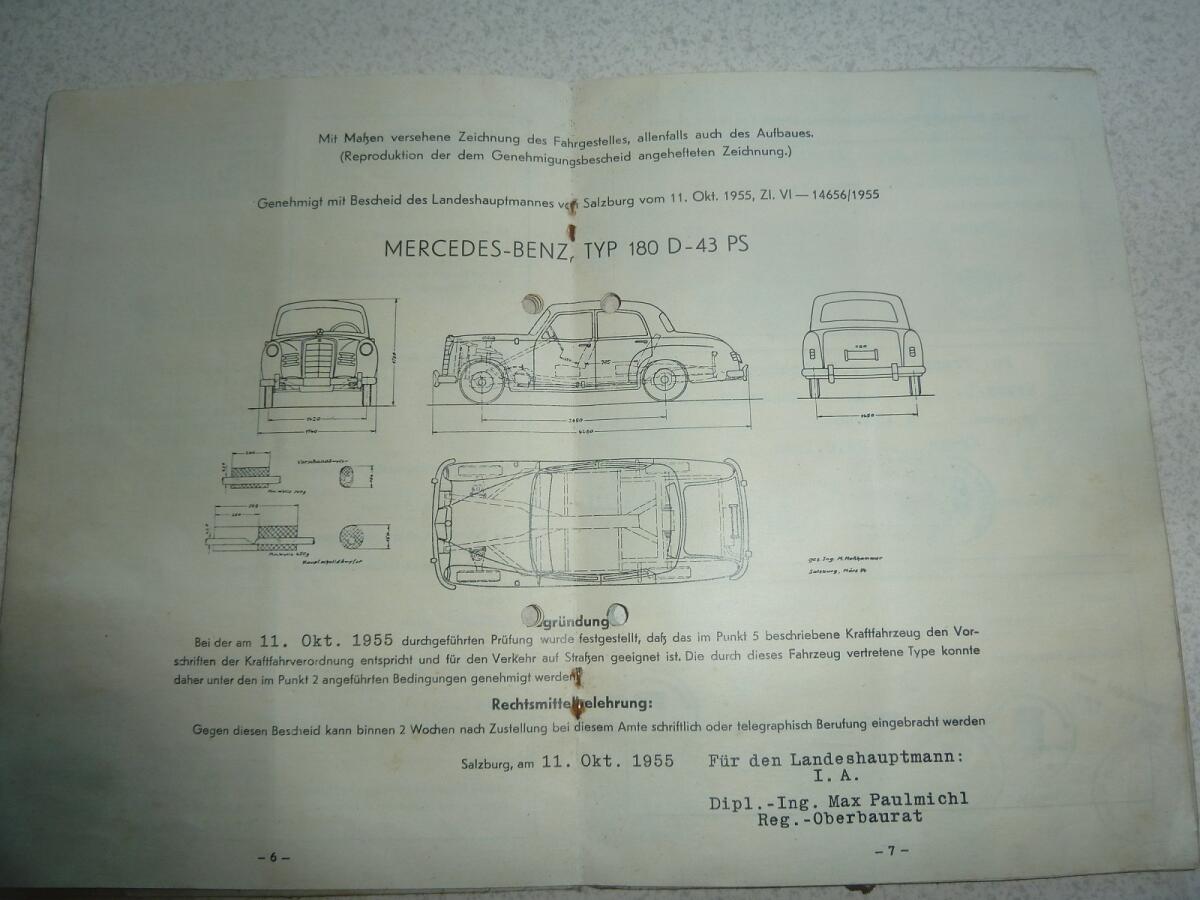 Mit Maßen versehene Zeichnung des Fahrgestelles, allenfalls auch des Aufbaues.
(Reproduktion der dem Genehmigungsbescheid angehefteten Zeichnung.)
Genehmigt mit Bescheid des Landeshauptmannes von Salzburg vom 11. Okt. 1955, Zl. VI — 14656/1955
MERCEDES-BENZ, TYP 180 D-43 PS
gründung
Bei der am 11. Okt. 1955 durchgeführten Prüfung wurde festgestellt, daß das im Punkt 5 beschriebene Kraftfahrzeug den Vor-
schriften der Kraftfahrverordnung entspricht und für den Verkehr auf Straßen geeignet ist. Die durch dieses Fahrzeug vertretene Type konnte
daher unter den im Punkt 2 angeführten Bedingungen genehmigt werden
Rechtsmittelbelehrung:
Gegen diesen Bescheid kann binnen 2 Wochen nach Zustellung bei diesem Amte schriftlich oder telegraphisch Berufung eingebracht werden
Salzburg, am 11. Okt. 1955
Für den Landeshauptmann:
I. A.
Dipl.-Ing. Max Paulmichl
Reg.-Oberbaurat
- 6 -
- 7 -